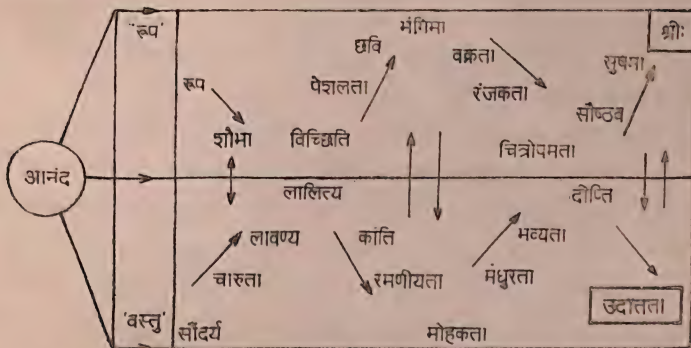 "रूप'
भंगिमा
श्रीः
छवि
वक्रता
सुषमा
रूप
पेशलता
रंजकता
सौष्ठव
शौभा
विच्छिति
चित्रोपमता
आनंद
लालित्य
दोप्ति
लावण्य
कांति
भव्यता
चारुता
रमणीयता
मंधुरता
उदात्तता
'वस्तु'
सौंदर्य
मोहकता